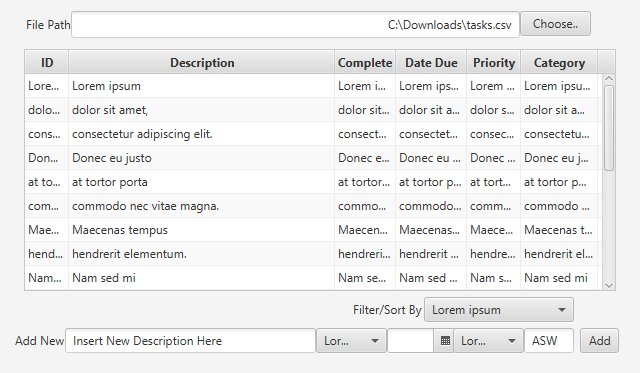 File Path C:\Downloads\tasks.csv Choose..
ID Description Complete Date Due Priority Category
Lore... Lorem ipsum Lorem i... Lorem ips... Lorem ... Lorem ipsu...
dolo... dolor sit amet, dolor sit... dolor sit a... dolor s... dolor sit a...
cons... consectetur adipiscing elit. consect... consectet... consec... consectetu...
Don... Donec eu justo Donec e... Donec eu ... Donec ... Donec eu j...
at to... at tortor porta at tortor... at tortor p... at tort... at tortor p...
com... commodo nec vitae magna. commo... commodo ... commo... commodo ...
Mae... Maecenas tempus Maecen... Maecenas... Maece... Maecenas t...
hend... hendrerit elementum. hendreri... hendrerit ... hendre... hendrerit el...
Nam... Nam sed mi Nam se... Nam sed ... Nam s... Nam sed mi
Filter/Sort By Lorem ipsum
Add New Insert New Description Here Lor... Lor... ASW Add